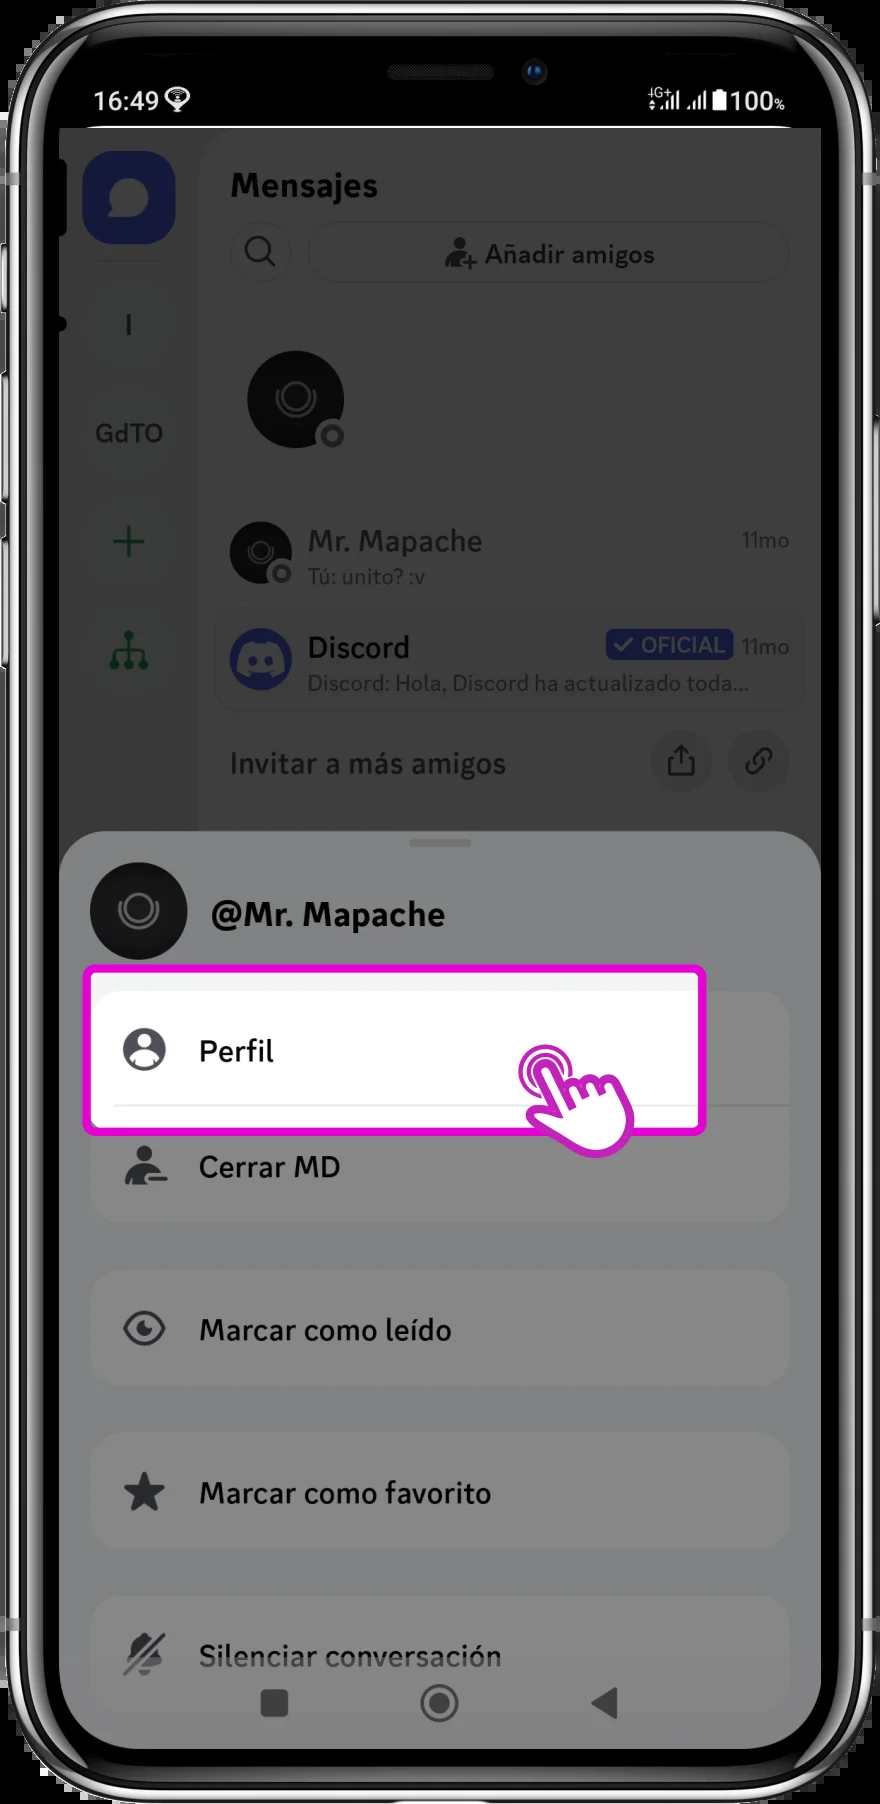 16:49 4G+ 100%
Mensajes
Añadir amigos
I
GdTO
Mr. Mapache 11mo
Tú: unito? :v
Discord ✓ OFICIAL 11mo
Discord: Hola, Discord ha actualizado toda...
Invitar a más amigos
@Mr. Mapache
Perfil
Cerrar MD
Marcar como leído
Marcar como favorito
Silenciar conversación